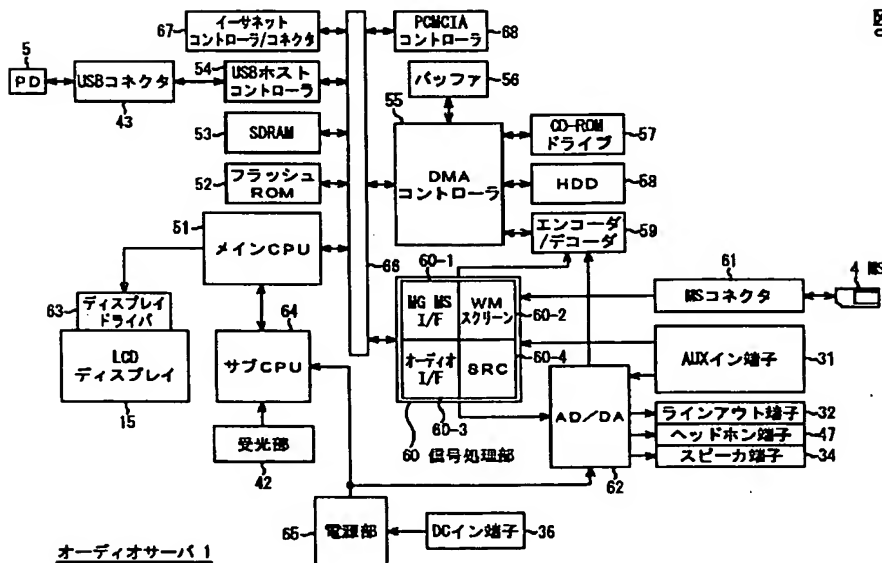 67
イーサネット
コントローラ/コネクタ
PCMCIA
コントローラ
68
5
PD
USBコネクタ
43
54
USBホスト
コントローラ
バッファ
56
53
SDRAM
55
DMA
コントローラ
CD-ROM
ドライブ
57
52
フラッシュ
ROM
HDD
58
51
メインCPU
エンコーダ
/デコーダ
59
66
60-1
MG MS
I/F
WM
スクリーン
60-2
61
MSコネクタ
4
MS
63
ディスプレイ
ドライバ
64
LCD
ディスプレイ
15
サブCPU
オーディオ
I/F
SRC
60-4
60-3
AUXイン端子
31
AD/DA
62
ラインアウト端子
32
ヘッドホン端子
47
スピーカ端子
34
受光部
42
60 信号処理部
65
電源部
DCイン端子
36
オーディオサーバ 1